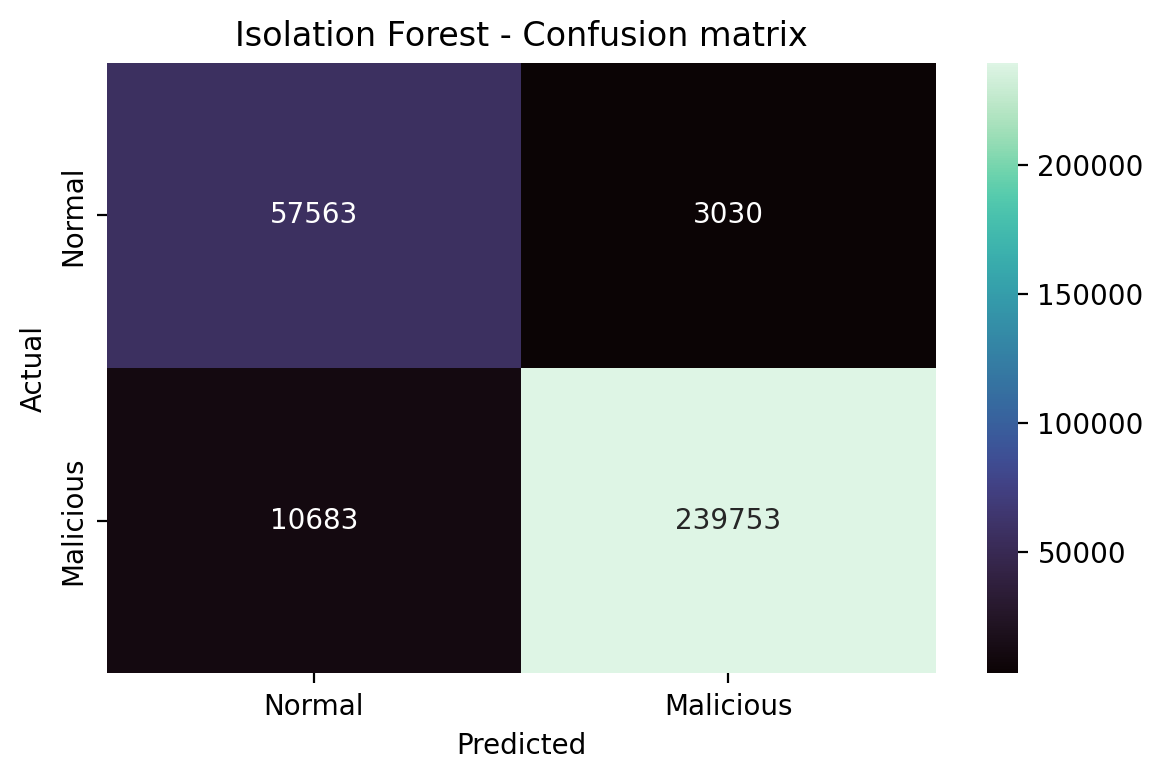 Isolation Forest - Confusion matrix
Actual
Normal
57563
3030
Malicious
10683
239753
Normal
Malicious
Predicted
200000
150000
100000
50000